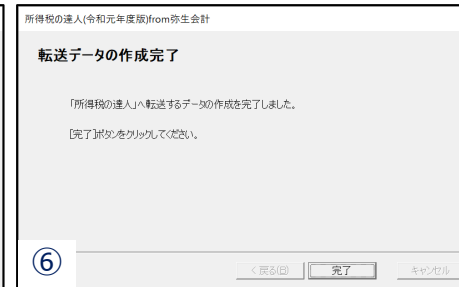 所得税の達人(令和元年度版)from弥生会計
転送データの作成完了
「所得税の達人」へ転送するデータの作成を完了しました。
[完了]ボタンをクリックしてください。
⑥
< 戻る(B)
完了
キャンセル